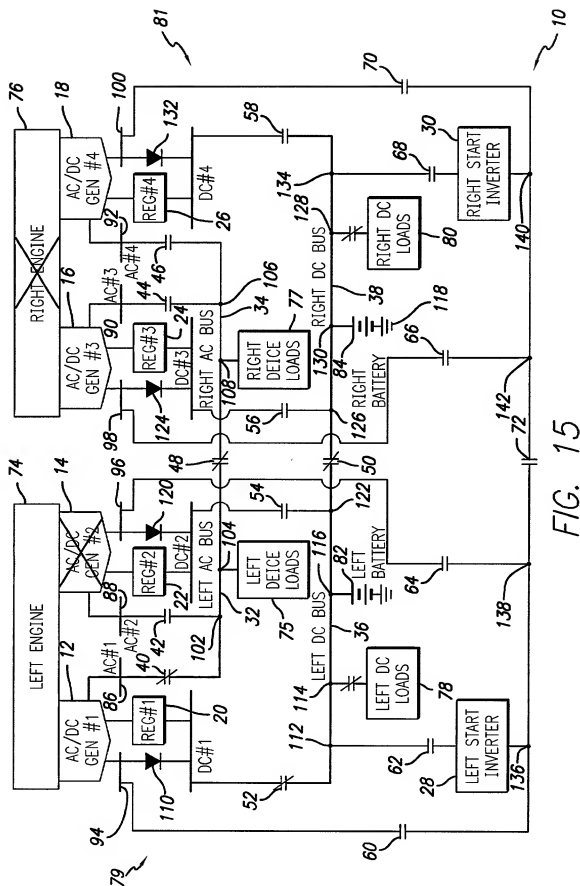 79
81
10
74
LEFT ENGINE
76
RIGHT ENGINE
12
AC/DC
GEN #1
14
AC/DC
GEN #2
16
AC/DC
GEN #3
18
AC/DC
GEN #4
94
86
AC#1
88
AC#2
96
98
90
AC#3
92
AC#4
100
110
REG#1
20
REG#2
22
120
124
REG#3
24
REG#4
26
132
DC#1
DC#2
DC#3
DC#4
40
42
44
46
102
LEFT AC BUS
32
104
48
RIGHT AC BUS
34
106
108
52
54
56
58
LEFT
DEICE
LOADS
75
RIGHT
DEICE
LOADS
77
112
114
LEFT DC BUS
36
116
122
50
126
130
RIGHT DC BUS
38
128
134
LEFT DC
LOADS
78
82
LEFT
BATTERY
RIGHT
BATTERY
84
118
RIGHT DC
LOADS
80
60
62
64
66
68
70
28
LEFT START
INVERTER
RIGHT START
INVERTER
30
136
138
72
142
140
FIG. 15